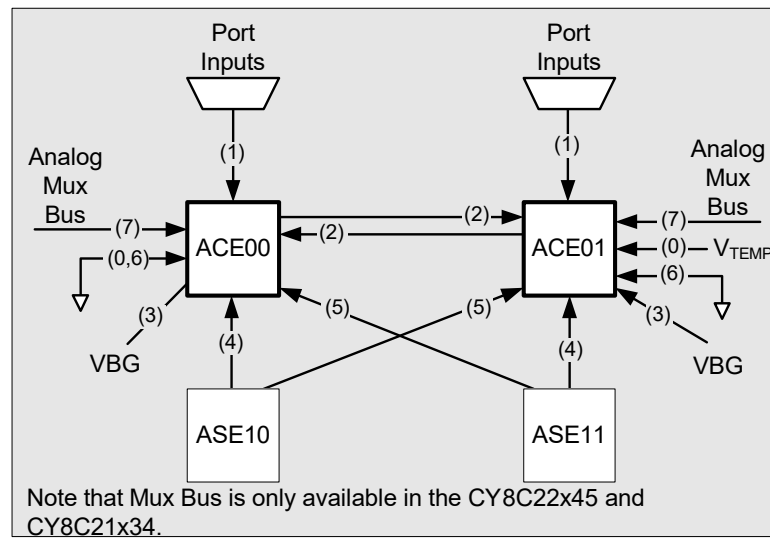 Port
Inputs
Port
Inputs
(1)
(1)
Analog
Mux
Bus
Analog
Mux
Bus
(7)
(2)
(2)
(7)
ACE00
ACE01
(0,6)
(0)
VTEMP
(6)
(3)
(5)
(5)
(3)
(4)
(4)
VBG
VBG
ASE10
ASE11
Note that Mux Bus is only available in the CY8C22x45 and
CY8C21x34.